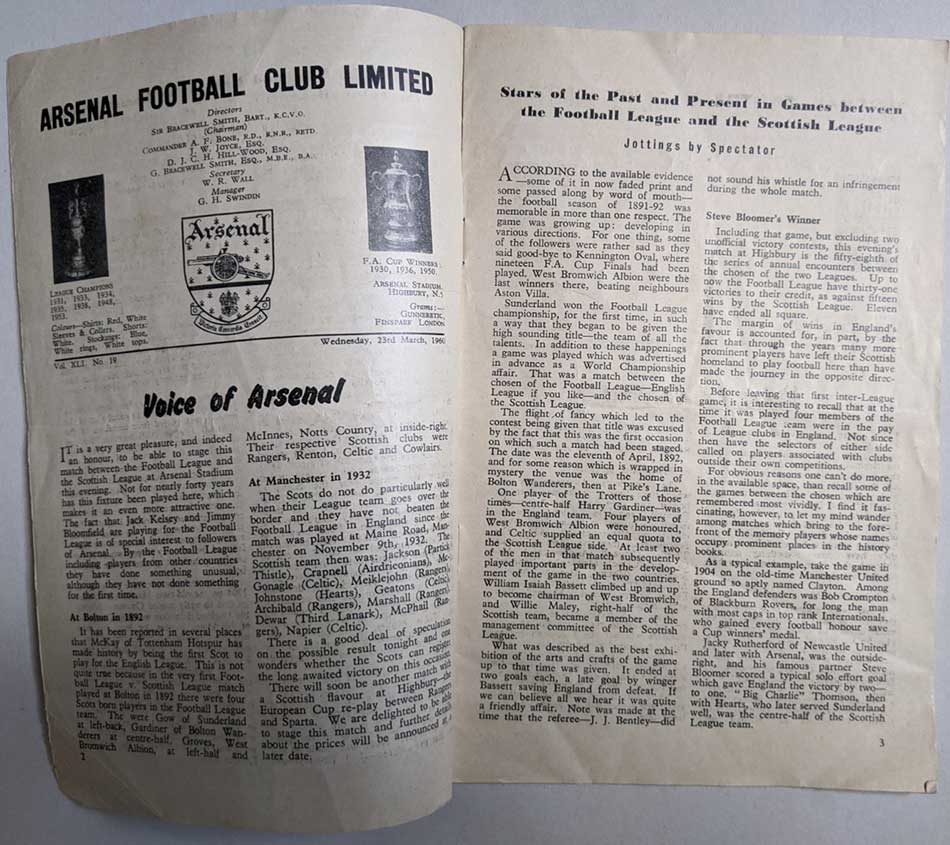 ARSENAL FOOTBALL CLUB LIMITED
Directors
SIR BRACEWELL SMITH, BART., K.C.V.O.
(Chairman)
COMMANDER A. F. BONE, R.D., R.N.R., RETD.
J. W. JOYCE, ESQ.
D. J. C. H. HILL-WOOD, ESQ.
G. BRACEWELL SMITH, ESQ., M.B.E., B.A.
Secretary
W. R. WALL
Manager
G. H. SWINDIN
Arsenal
Victoria Concordia Crescit
LEAGUE CHAMPIONS
1931, 1933, 1934,
1935, 1938, 1948,
1953.
Colours—Shirts: Red, White
Sleeves & Collars. Shorts:
White. Stockings: Blue,
White rings, White tops.
F.A. CUP WINNERS
1930, 1936, 1950.
ARSENAL STADIUM,
HIGHBURY, N.5
Grams:—
GUNNERETIC,
FINSPARK LONDON
Vol. XLI. No. 19
Wednesday, 23rd March, 1960
Voice of Arsenal
IT is a very great pleasure, and indeed
an honour, to be able to stage this
match between the Football League and
the Scottish League at Arsenal Stadium
this evening. Not for nearly forty years
has this fixture been played here, which
makes it an even more attractive one.
The fact that Jack Kelsey and Jimmy
Bloomfield are playing for the Football
League is of special interest to followers
of Arsenal. By the Football League
including players from other countries
they have done something unusual,
although they have not done something
for the first time.
At Bolton in 1892
It has been reported in several places
that McKay of Tottenham Hotspur has
made history by being the first Scot to
play for the English League. This is not
quite true because in the very first Foot-
ball League v. Scottish League match
played at Bolton in 1892 there were four
Scots born players in the Football League
team. The were Gow of Sunderland
at left-back, Gardiner of Bolton Wan-
derers at centre-half, Groves, West
Bromwich Albion, at left-half and
2
McInnes, Notts County, at inside-right.
Their respective Scottish clubs were
Rangers, Renton, Celtic and Cowlairs.
At Manchester in 1932
The Scots do not do particularly well
when their League team goes over the
border and they have not beaten the
Football League in England since the
match was played at Maine Road, Man-
chester on November 9th, 1932. The
Scottish team then was: Jackson (Partick
Thistle), Crapnell (Airdrieonians), Mc-
Gonagle (Celtic), Meiklejohn (Rangers),
Johnstone (Hearts), Geatons (Celtic),
Archibald (Rangers), Marshall (Rangers),
Dewar (Third Lanark), McPhail (Ran-
gers), Napier (Celtic).
There is a good deal of speculation
on the possible result tonight and one
wonders whether the Scots can register
the long awaited victory on this occasion.
There will soon be another match with
a Scottish flavour at Highbury—the
European Cup re-play between Rangers
and Sparta. We are delighted to be able
to stage this match and further details
about the prices will be announced at a
later date.
Stars of the Past and Present in Games between
the Football League and the Scottish League
Jottings by Spectator
ACCORDING to the available evidence
—some of it in now faded print and
some passed along by word of mouth—
the football season of 1891-92 was
memorable in more than one respect. The
game was growing up: developing in
various directions. For one thing, some
of the followers were rather sad as they
said good-bye to Kennington Oval, where
nineteen F.A. Cup Finals had been
played, West Bromwich Albion were the
last winners there, beating neighbours
Aston Villa.
Sunderland won the Football League
championship, for the first time, in such
a way that they began to be given the
high sounding title—the team of all the
talents. In addition to these happenings
a game was played which was advertised
in advance as a World Championship
affair. That was a match between the
chosen of the Football League—English
League if you like—and the chosen of
the Scottish League.
The flight of fancy which led to the
contest being given that title was excused
by the fact that this was the first occasion
on which such a match had been staged.
The date was the eleventh of April, 1892,
and for some reason which is wrapped in
mystery the venue was the home of
Bolton Wanderers, then at Pike's Lane.
One player of the Trotters of those
times—centre-half Harry Gardiner—was
in the England team. Four players of
West Bromwich Albion were honoured,
and Celtic supplied an equal quota to
the Scottish League side. At least two
of the men in that match subsequently
played important parts in the develop-
ment of the game in the two countries.
William Isaiah Bassett climbed up and up
to become chairman of West Bromwich,
and Willie Maley, right-half of the
Scottish team, became a member of the
management committee of the Scottish
League.
What was described as the best exhi-
bition of the arts and crafts of the game
up to that time was given. It ended at
two goals each, a late goal by winger
Bassett saving England from defeat. If
we can believe all we hear it was quite
a friendly affair. Note was made at the
time that the referee—J. J. Bentley—did
not sound his whistle for an infringement
during the whole match.
Steve Bloomer's Winner
Including that game, but excluding two
unofficial victory contests, this evening's
match at Highbury is the fifty-eighth of
the series of annual encounters between
the chosen of the two Leagues. Up to
now the Football League have thirty-one
victories to their credit, as against fifteen
wins by the Scottish League. Eleven
have ended all square.
The margin of wins in England's
favour is accounted for, in part, by the
fact that through the years many more
prominent players have left their Scottish
homeland to play football here than have
made the journey in the opposite direc-
tion.
Before leaving that first inter-League
game, it is interesting to recall that at the
time it was played four members of the
Football League team were in the pay
of League clubs in England. Not since
then have the selectors of either side
called on players associated with clubs
outside their own competitions.
For obvious reasons one can't do more,
in the available space, than recall some of
the games between the chosen which are
remembered most vividly. I find it fas-
cinating, however, to let my mind wander
among matches which bring to the fore-
front of the memory players whose names
occupy prominent places in the history
books.
As a typical example, take the game in
1904 on the old-time Manchester United
ground so aptly named Clayton. Among
the England defenders was Bob Crompton
of Blackburn Rovers, for long the man
with most caps in top rank Internationals,
who gained every football honour save
a Cup winners' medal.
Jacky Rutherford of Newcastle United
and later with Arsenal, was the outside-
right, and his famous partner Steve
Bloomer scored a typical solo effort goal
which gave England the victory by two—
to one. "Big Charlie" Thomson, then
with Hearts, who later served Sunderland
well, was the centre-half of the Scottish
League team.
3